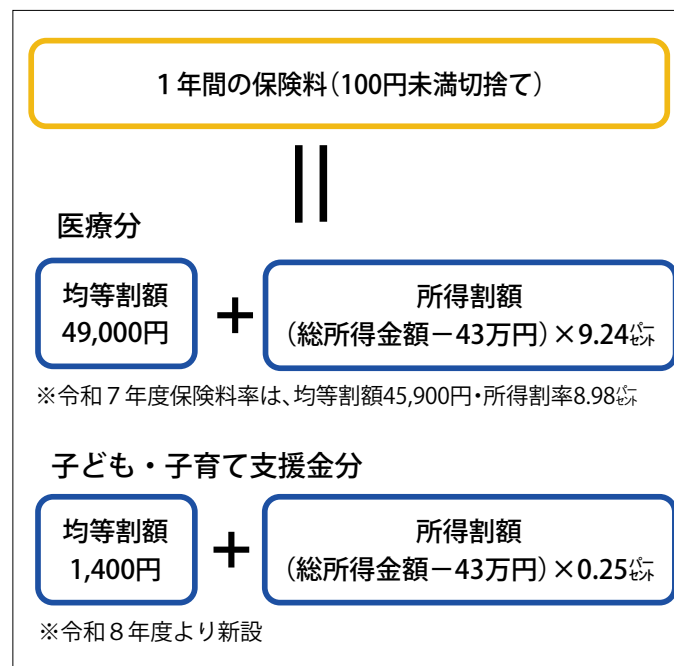 1年間の保険料(100円未満切捨て)
医療分
均等割額
49,000円
+
所得割額
(総所得金額-43万円)×9.24㌫
※令和7年度保険料率は、均等割額45,900円・所得割率8.98㌫
子ども・子育て支援金分
均等割額
1,400円
+
所得割額
(総所得金額-43万円)×0.25㌫
※令和8年度より新設